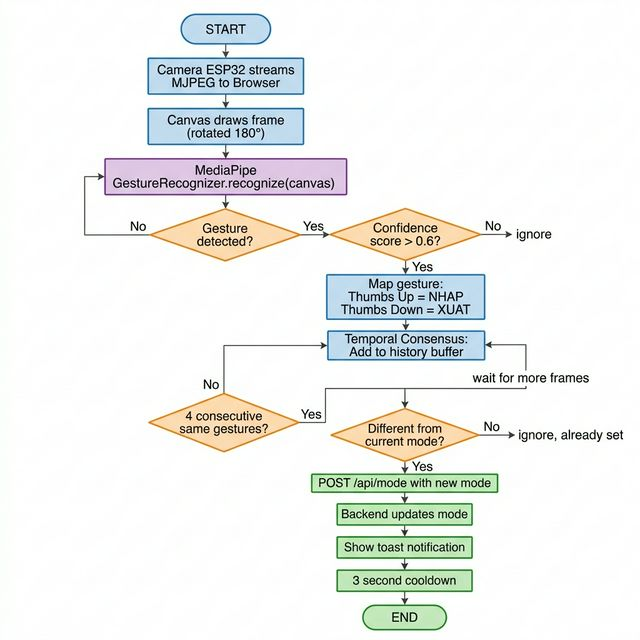 START
Camera ESP32 streams
MJPEG to Browser
Canvas draws frame
(rotated 180°)
MediaPipe
GestureRecognizer.recognize(canvas)
No
Gesture
detected?
Yes
Confidence
score > 0.6?
No
ignore
Yes
Map gesture:
Thumbs Up = NHAP
Thumbs Down = XUAT
Temporal Consensus:
Add to history buffer
wait for more frames
No
4 consecutive
same gestures?
Yes
Different from
current mode?
No
ignore, already set
Yes
POST /api/mode with new mode
Backend updates mode
Show toast notification
3 second cooldown
END